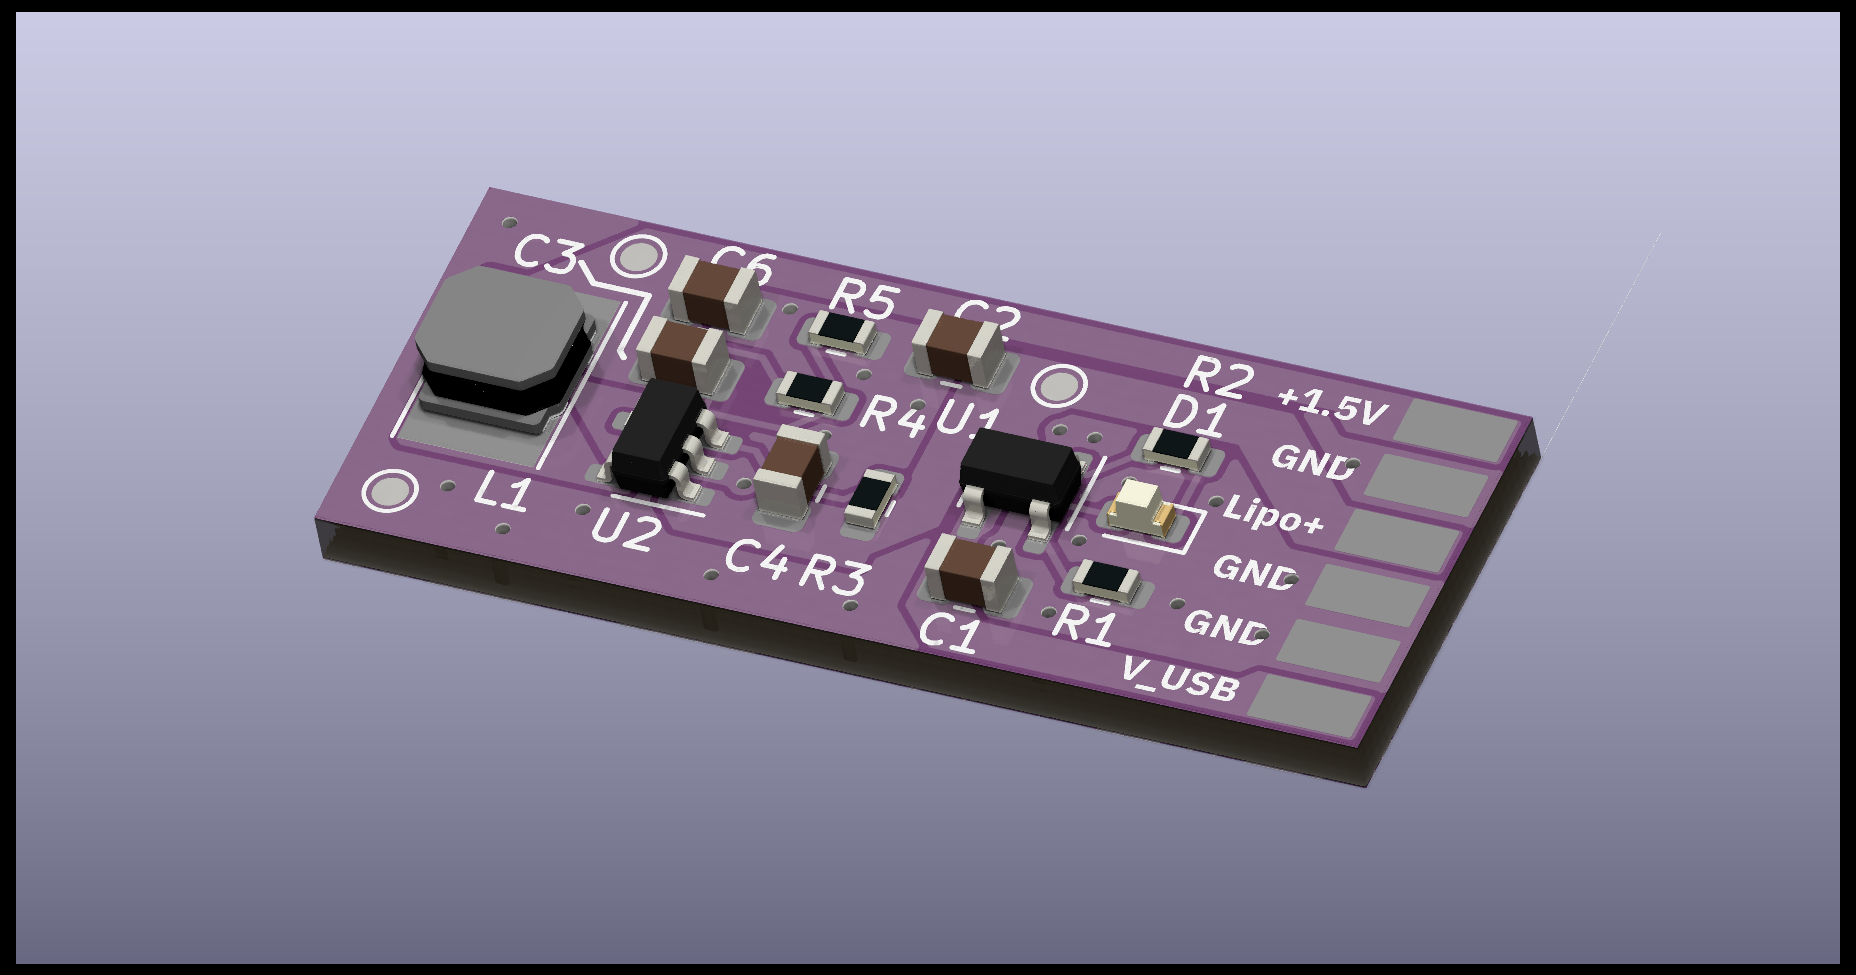 C3
C6
R5
C2
R2
+1.5V
D1
R4
U1
GND
L1
U2
Lipo+
C4
R3
GND
C1
R1
GND
V_USB